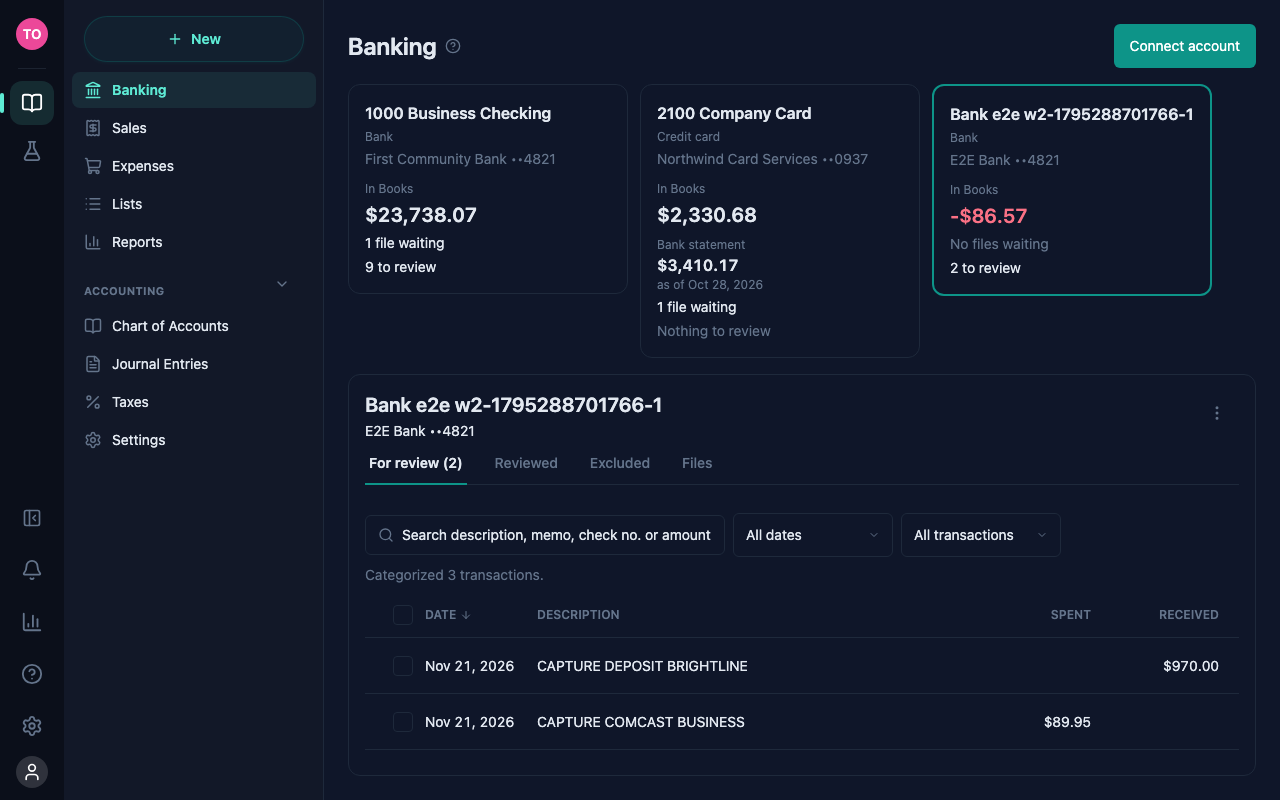 TO
New
Banking
Sales
Expenses
Lists
Reports
ACCOUNTING
Chart of Accounts
Journal Entries
Taxes
Settings
Banking
Connect account
1000 Business Checking
Bank
First Community Bank ••4821
In Books
$23,738.07
1 file waiting
9 to review
2100 Company Card
Credit card
Northwind Card Services ••0937
In Books
$2,330.68
Bank statement
$3,410.17
as of Oct 28, 2026
1 file waiting
Nothing to review
Bank e2e w2-1795288701766-1
Bank
E2E Bank ••4821
In Books
-$86.57
No files waiting
2 to review
Bank e2e w2-1795288701766-1
E2E Bank ••4821
For review (2) Reviewed Excluded Files
Search description, memo, check no. or amount All dates All transactions
Categorized 3 transactions.
DATE ↓ DESCRIPTION SPENT RECEIVED
Nov 21, 2026 CAPTURE DEPOSIT BRIGHTLINE $970.00
Nov 21, 2026 CAPTURE COMCAST BUSINESS $89.95